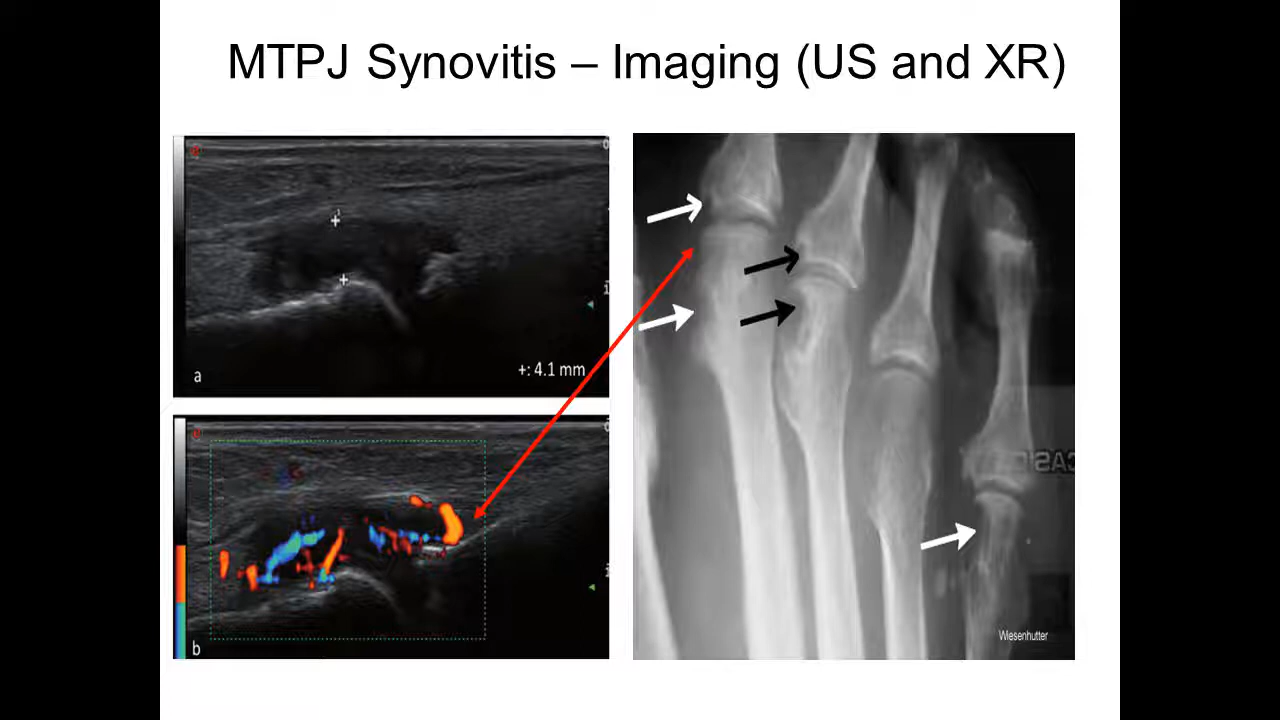 MTPJ Synovitis – Imaging (US and XR)
a
+: 4.1 mm
b
Wiesenhutter